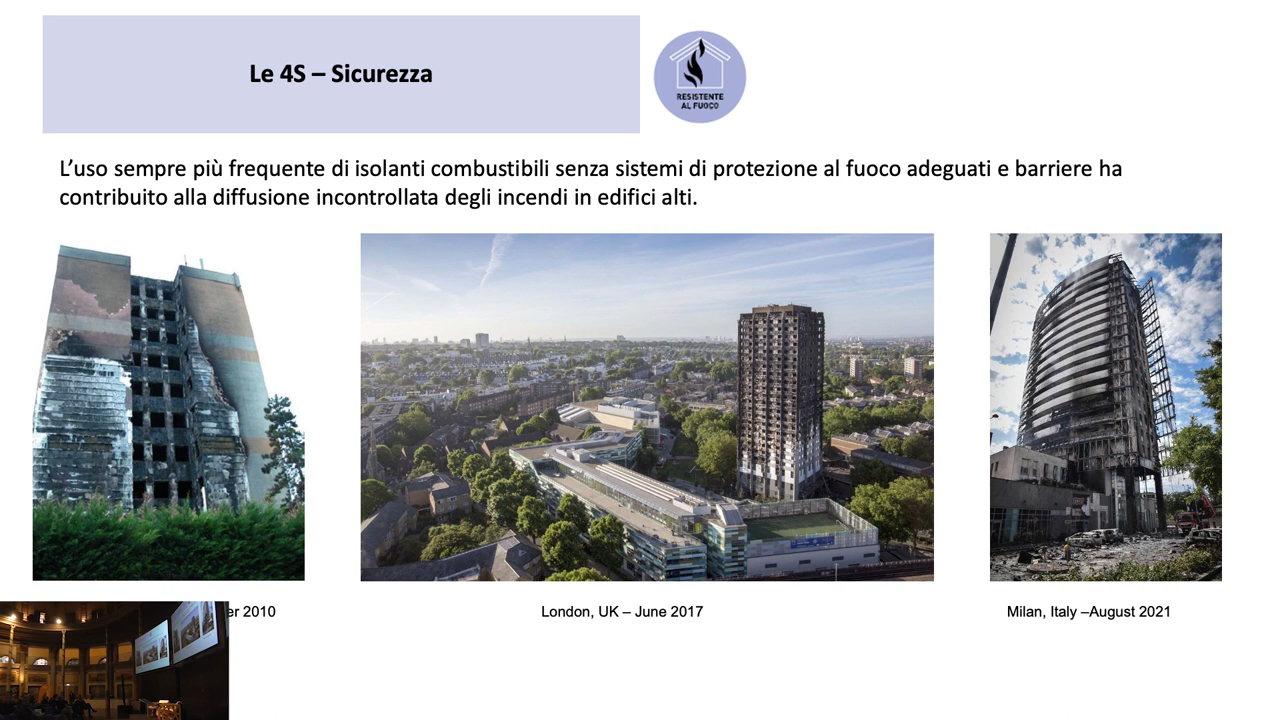 Le 4S – Sicurezza
RESISTENTE
AL FUOCO
L’uso sempre più frequente di isolanti combustibili senza sistemi di protezione al fuoco adeguati e barriere ha
contribuito alla diffusione incontrollata degli incendi in edifici alti.
2010
London, UK – June 2017
Milan, Italy –August 2021